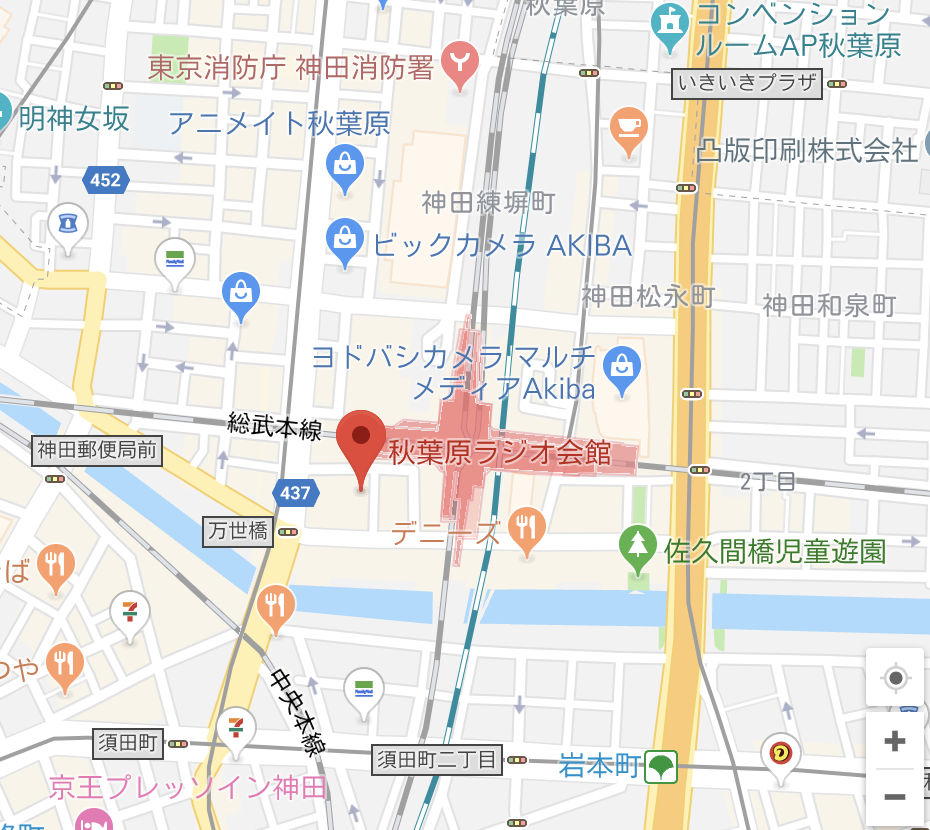 秋葉原
コンベンション
ルームAP秋葉原
東京消防庁 神田消防署
いきいきプラザ
明神女坂
アニメイト秋葉原
凸版印刷株式会社
452
神田練塀町
ビックカメラ AKIBA
神田松永町
神田和泉町
ヨドバシカメラ マルチ
メディアAkiba
総武本線
神田郵便局前
秋葉原ラジオ会館
2丁目
437
万世橋
デニーズ
佐久間橋児童遊園
ば
つや
中央本線
須田町
須田町二丁目
岩本町
京王プレッソイン神田